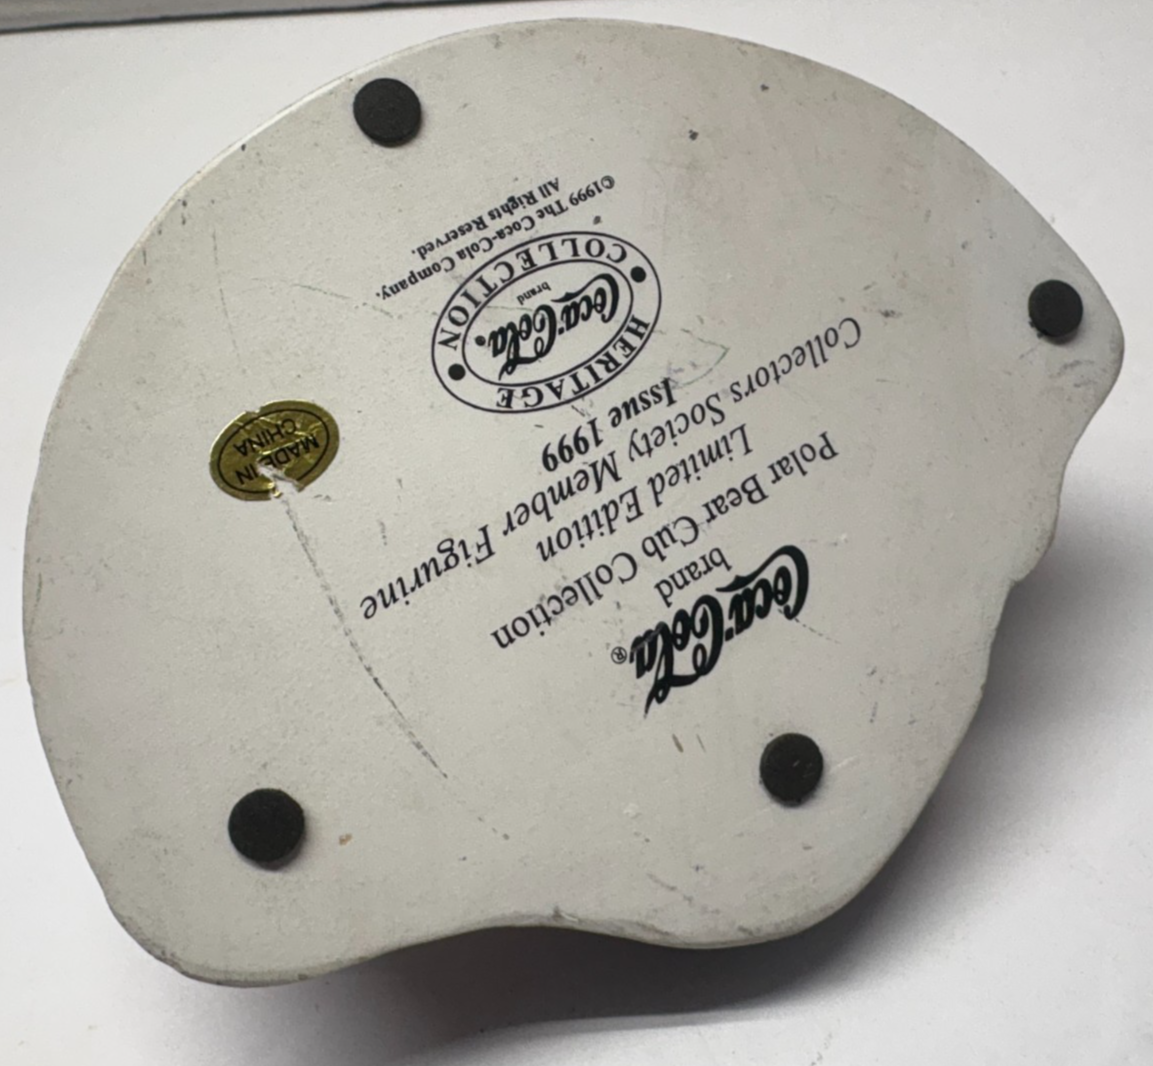 Coca-Cola®
brand
Polar Bear Cub Collection
Limited Edition
Collectors Society Member Figurine
Issue 1999
HERITAGE
Coca-Cola®
brand
COLLECTION
©1999 The Coca-Cola Company.
All Rights Reserved.
MADE IN
CHINA